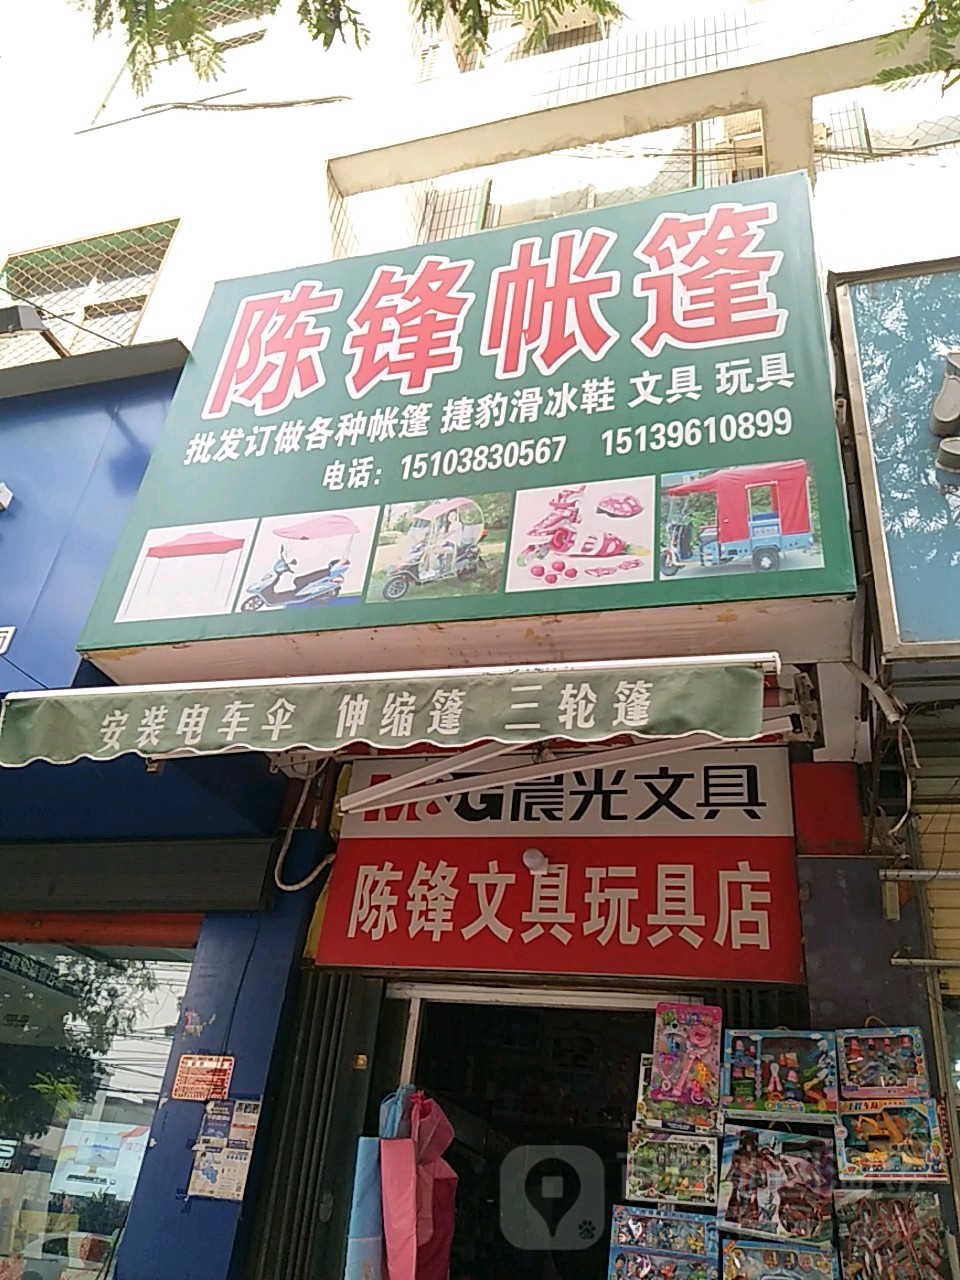 陈锋帐篷
批发订做各种帐篷 捷豹滑冰鞋 文具 玩具
电话：15103830567 15139610899
安装电车伞 伸缩篷 三轮篷
M&G晨光文具
陈锋文具玩具店